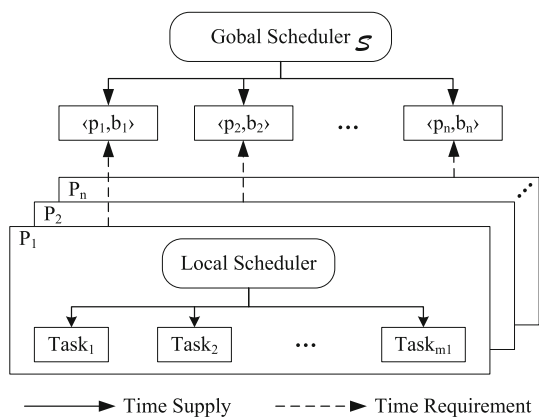 Gobal Scheduler S
‹p₁,b₁› ‹p₂,b₂› ... ‹pₙ,bₙ›
Pₙ
P₂
P₁
Local Scheduler
Task₁ Task₂ ... Taskₘ₁
Time Supply Time Requirement